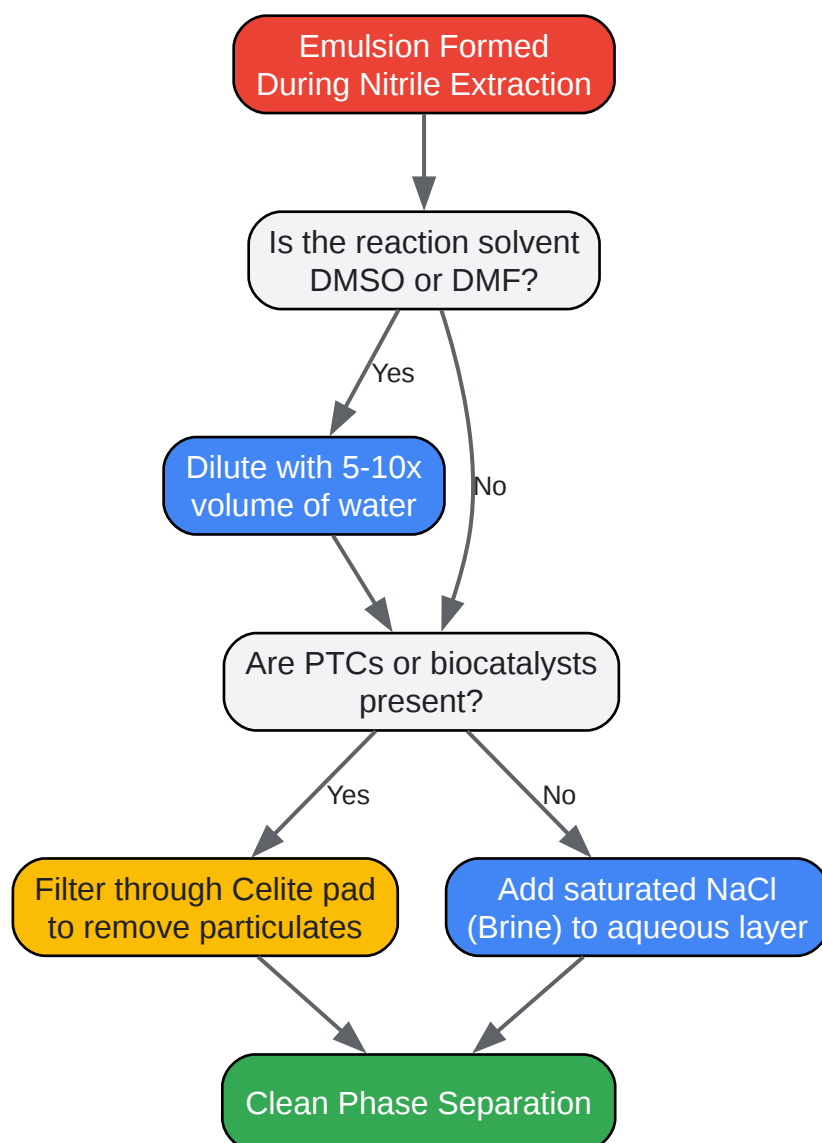 Emulsion Formed
During Nitrile Extraction
Is the reaction solvent
DMSO or DMF?
Yes
Dilute with 5-10x
volume of water
No
Are PTCs or biocatalysts
present?
Yes
No
Filter through Celite pad
to remove particulates
Add saturated NaCl
(Brine) to aqueous layer
Clean Phase Separation